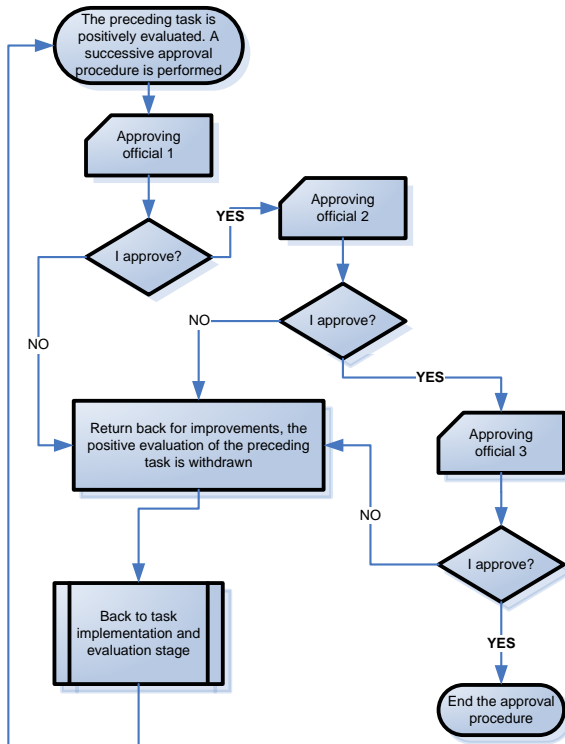 The preceding task is
positively evaluated. A
successive approval
procedure is performed
Approving
official 1
I approve?
YES
Approving
official 2
NO
I approve?
NO
YES
Return back for improvements, the
positive evaluation of the preceding
task is withdrawn
Approving
official 3
NO
I approve?
Back to task
implementation and
evaluation stage
YES
End the approval
procedure